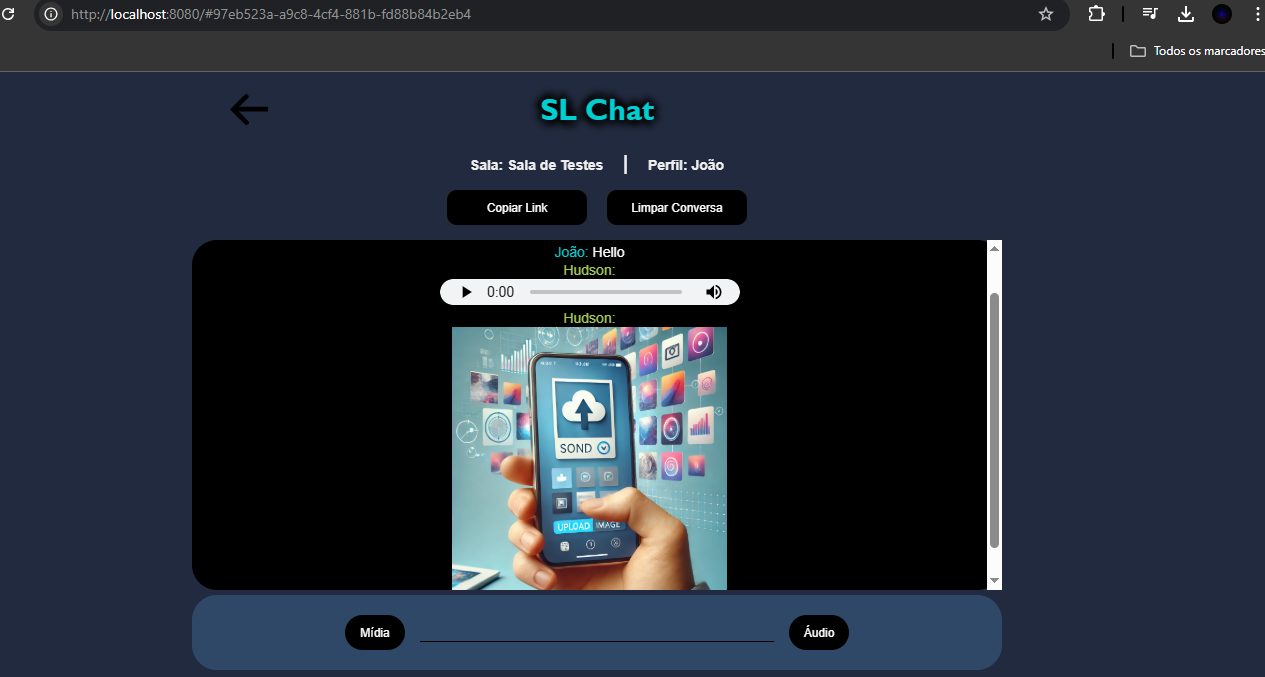 http://localhost:8080/#97eb523a-a9c8-4cf4-881b-fd88b84b2eb4
Todos os marcadores
SL Chat
Sala: Sala de Testes | Perfil: João
Copiar Link Limpar Conversa
João: Hello
Hudson:
0:00
Hudson:
SOND
UPLOAD IMAGE
Mídia Áudio